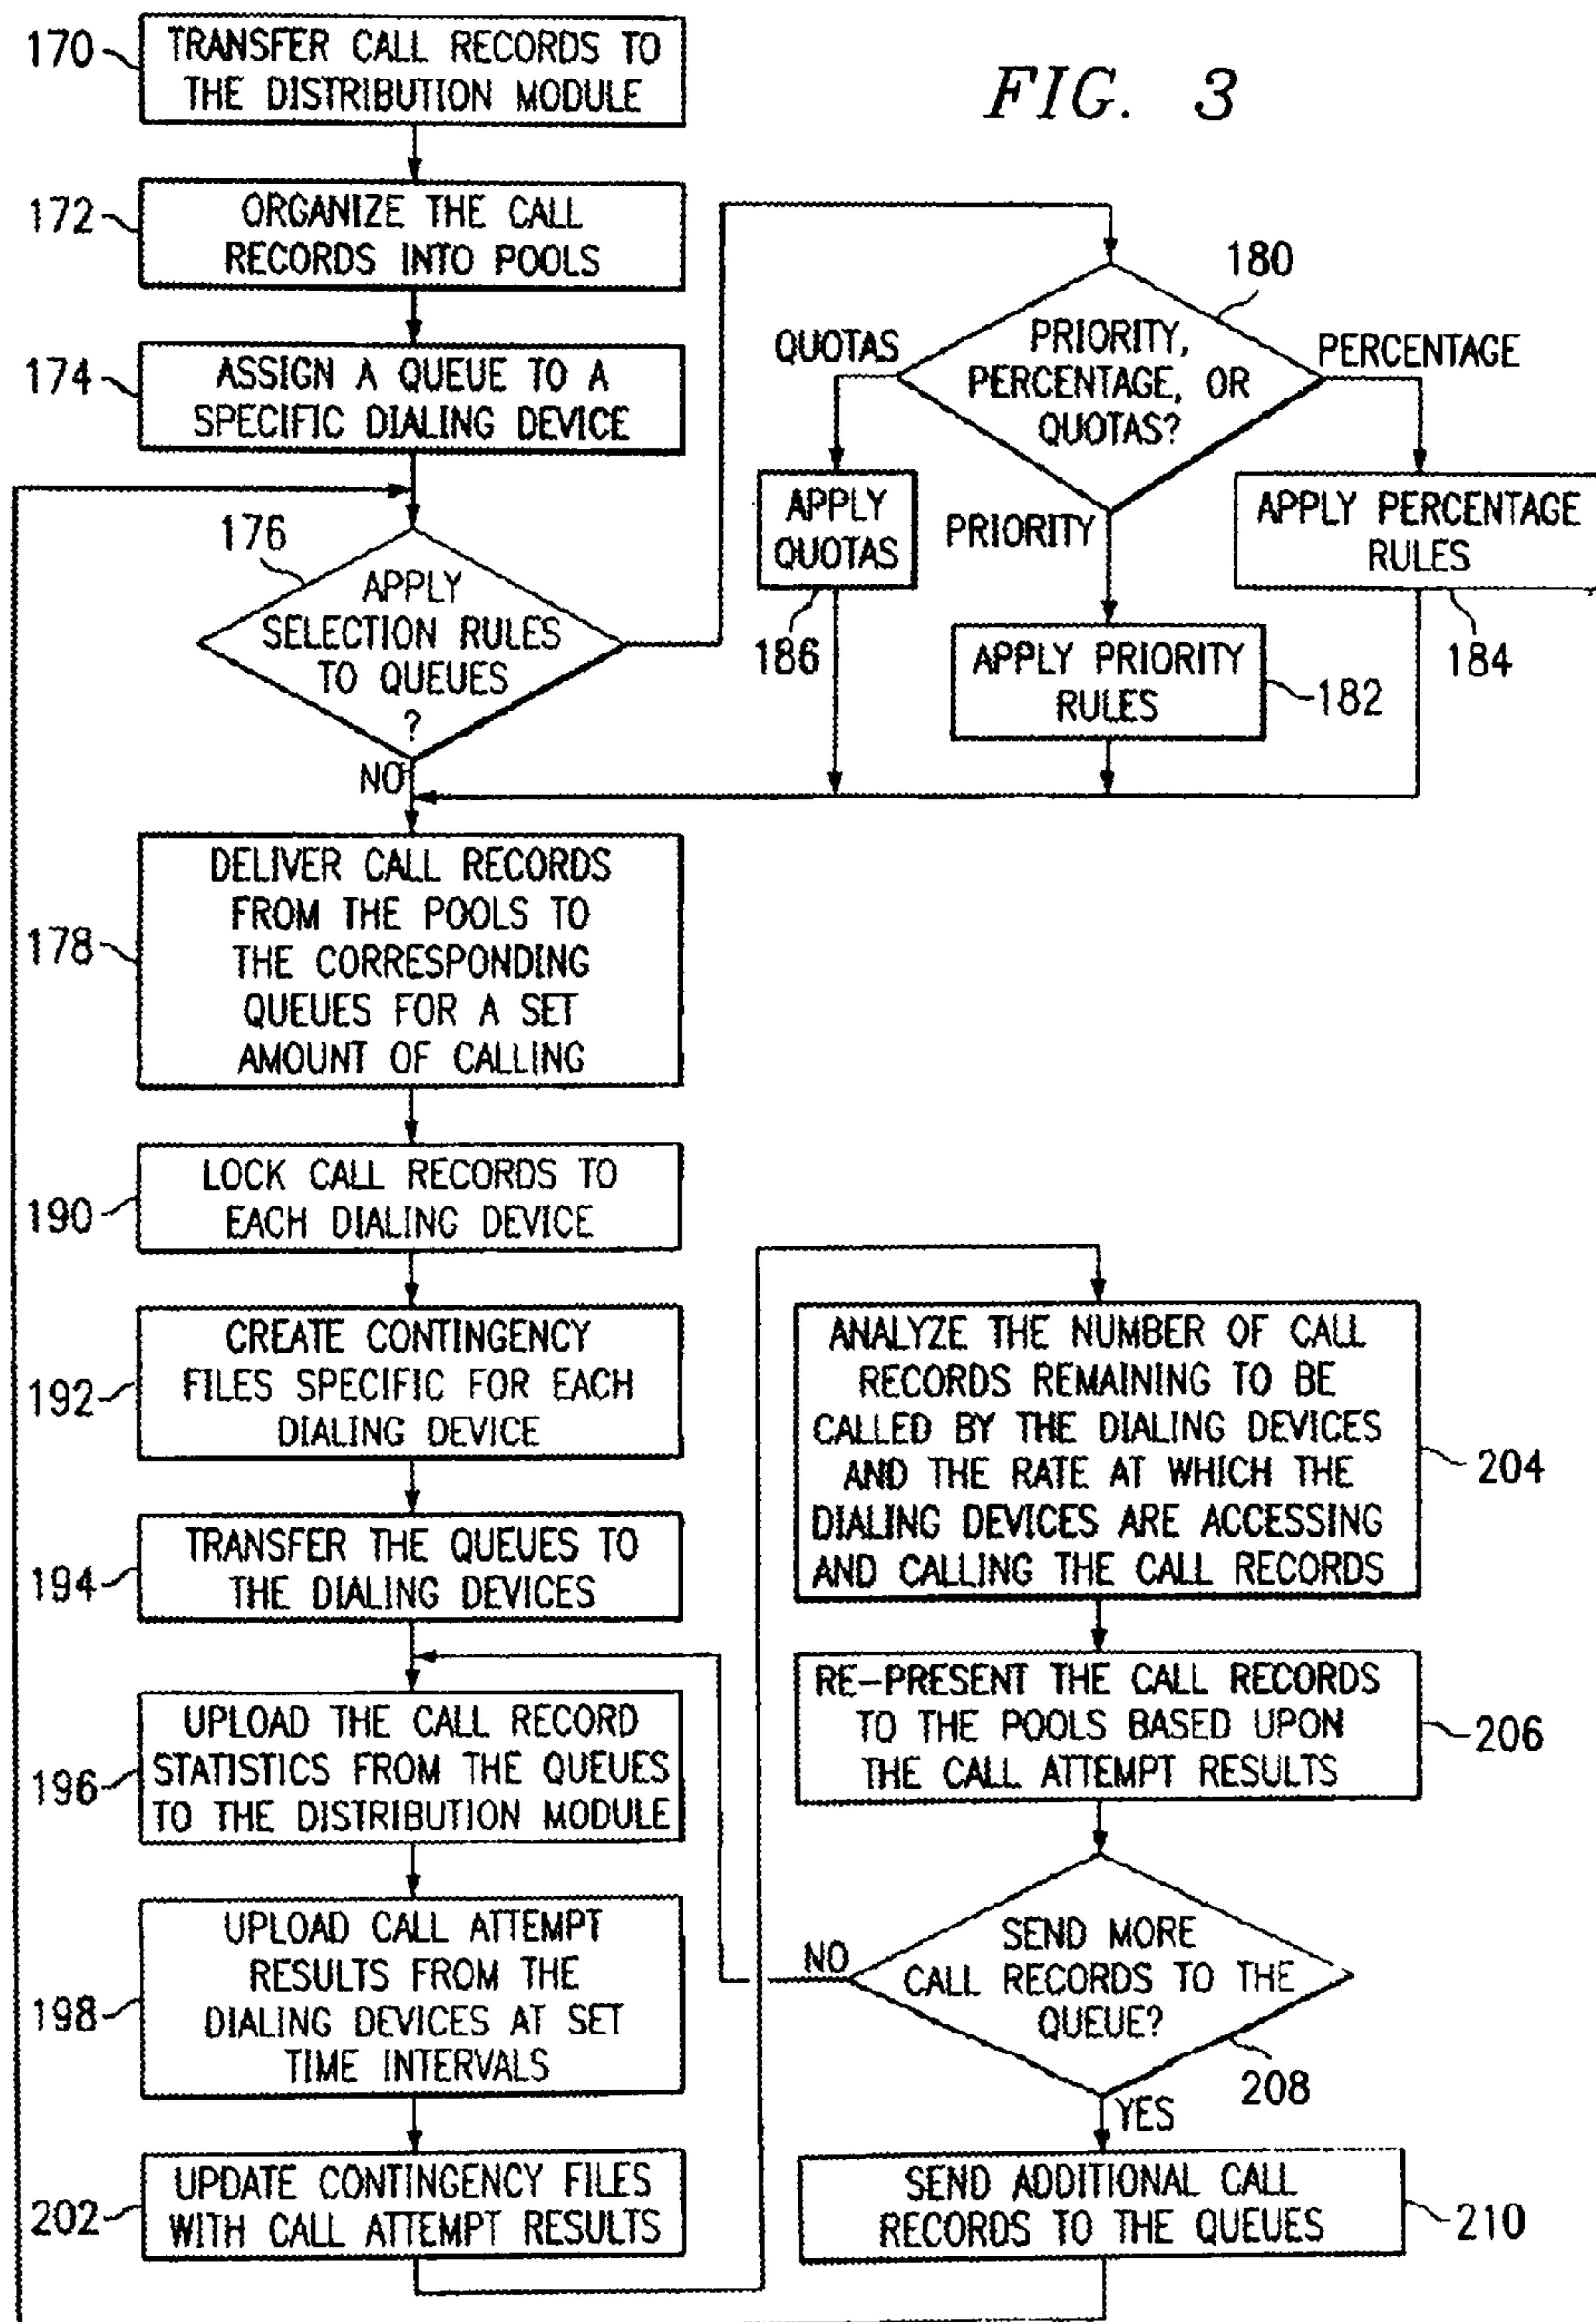 FIG. 3
170
TRANSFER CALL RECORDS TO
THE DISTRIBUTION MODULE
172
ORGANIZE THE CALL
RECORDS INTO POOLS
174
ASSIGN A QUEUE TO A
SPECIFIC DIALING DEVICE
176
APPLY
SELECTION RULES
TO QUEUES
?
NO
180
PRIORITY,
PERCENTAGE, OR
QUOTAS?
QUOTAS
PERCENTAGE
PRIORITY
APPLY
QUOTAS
186
APPLY PRIORITY
RULES
182
APPLY PERCENTAGE
RULES
184
178
DELIVER CALL RECORDS
FROM THE POOLS TO
THE CORRESPONDING
QUEUES FOR A SET
AMOUNT OF CALLING
190
LOCK CALL RECORDS TO
EACH DIALING DEVICE
192
CREATE CONTINGENCY
FILES SPECIFIC FOR EACH
DIALING DEVICE
194
TRANSFER THE QUEUES TO
THE DIALING DEVICES
196
UPLOAD THE CALL RECORD
STATISTICS FROM THE QUEUES
TO THE DISTRIBUTION MODULE
198
UPLOAD CALL ATTEMPT
RESULTS FROM THE
DIALING DEVICES AT SET
TIME INTERVALS
202
UPDATE CONTINGENCY FILES
WITH CALL ATTEMPT RESULTS
ANALYZE THE NUMBER OF CALL
RECORDS REMAINING TO BE
CALLED BY THE DIALING DEVICES
AND THE RATE AT WHICH THE
DIALING DEVICES ARE ACCESSING
AND CALLING THE CALL RECORDS
204
RE-PRESENT THE CALL RECORDS
TO THE POOLS BASED UPON
THE CALL ATTEMPT RESULTS
206
SEND MORE
CALL RECORDS TO THE
QUEUE?
NO
208
YES
SEND ADDITIONAL CALL
RECORDS TO THE QUEUES
210